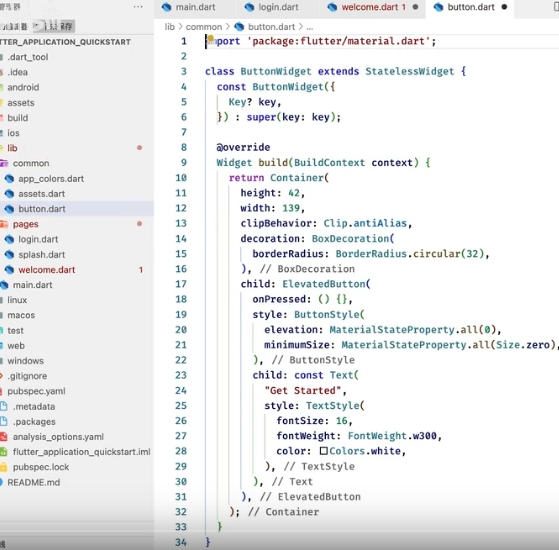 main.dart
login.dart
welcome.dart 1
button.dart
lib > common > button.dart > ...
TTER_APPLICATION_QUICKSTART
.dart_tool
.idea
android
assets
build
ios
lib
common
app_colors.dart
assets.dart
button.dart
pages
login.dart
splash.dart
welcome.dart 1
main.dart
linux
macos
test
web
windows
.gitignore
pubspec.yaml
.metadata
.packages
analysis_options.yaml
flutter_application_quickstart.iml
pubspec.lock
README.md
1 port 'package:flutter/material.dart';
2
3 class ButtonWidget extends StatelessWidget {
4 const ButtonWidget({
5 Key? key,
6 }) : super(key: key);
7
8 @override
9 Widget build(BuildContext context) {
10 return Container(
11 height: 42,
12 width: 139,
13 clipBehavior: Clip.antiAlias,
14 decoration: BoxDecoration(
15 borderRadius: BorderRadius.circular(32),
16 ), // BoxDecoration
17 child: ElevatedButton(
18 onPressed: () {},
19 style: ButtonStyle(
20 elevation: MaterialStateProperty.all(0),
21 minimumSize: MaterialStateProperty.all(Size.zero),
22 ), // ButtonStyle
23 child: const Text(
24 "Get Started",
25 style: TextStyle(
26 fontSize: 16,
27 fontWeight: FontWeight.w300,
28 color: Colors.white,
29 ), // TextStyle
30 ), // Text
31 ), // ElevatedButton
32 ); // Container
33 }
34 }